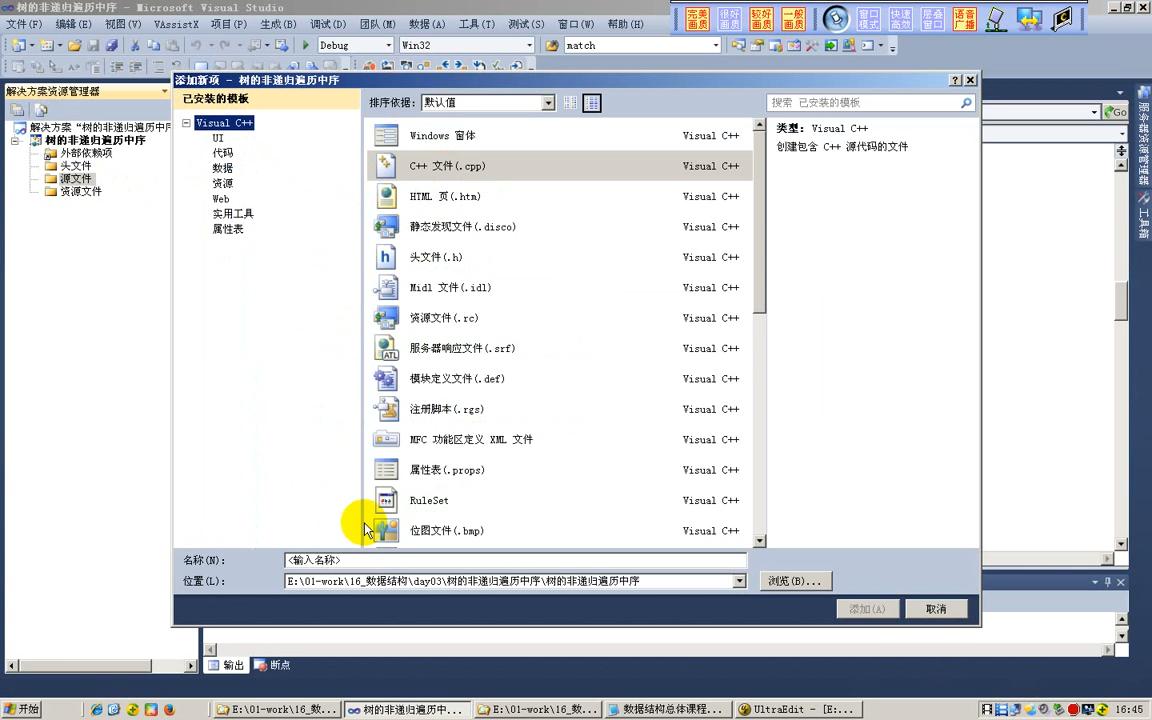 树的非递归遍历中序 - Microsoft Visual Studio
完美画质 很好画质 较好画质 一般画质 窗口模式 快速高效 层叠窗口 语音广播
文件(F) 编辑(E) 视图(V) VAssistX 项目(P) 生成(B) 调试(D) 团队(M) 数据(A) 工具(T) 测试(S) 窗口(W) 帮助(H)
Debug Win32 match
解决方案资源管理器
解决方案“树的非递归遍历中序
树的非递归遍历中序
外部依赖项
头文件
源文件
资源文件
添加新项 - 树的非递归遍历中序
已安装的模板
Visual C++
UI
代码
数据
资源
Web
实用工具
属性表
排序依据: 默认值
搜索 已安装的模板
Windows 窗体 Visual C++
C++ 文件(.cpp) Visual C++
HTML 页(.htm) Visual C++
静态发现文件(.disco) Visual C++
头文件(.h) Visual C++
Midl 文件(.idl) Visual C++
资源文件(.rc) Visual C++
服务器响应文件(.srf) Visual C++
模块定义文件(.def) Visual C++
注册脚本(.rgs) Visual C++
MFC 功能区定义 XML 文件 Visual C++
属性表(.props) Visual C++
RuleSet Visual C++
位图文件(.bmp) Visual C++
类型: Visual C++
创建包含 C++ 源代码的文件
名称(N): <输入名称>
位置(L): E:\01-work\16_数据结构\day03\树的非递归遍历中序\树的非递归遍历中序
浏览(B)...
添加(A) 取消
Go
服务器资源管理器
工具箱
输出 断点
开始 E:\01-work\16_数... 树的非递归遍历中... E:\01-work\16_数... 数据结构总体课程... UltraEdit - [E:... 16:45